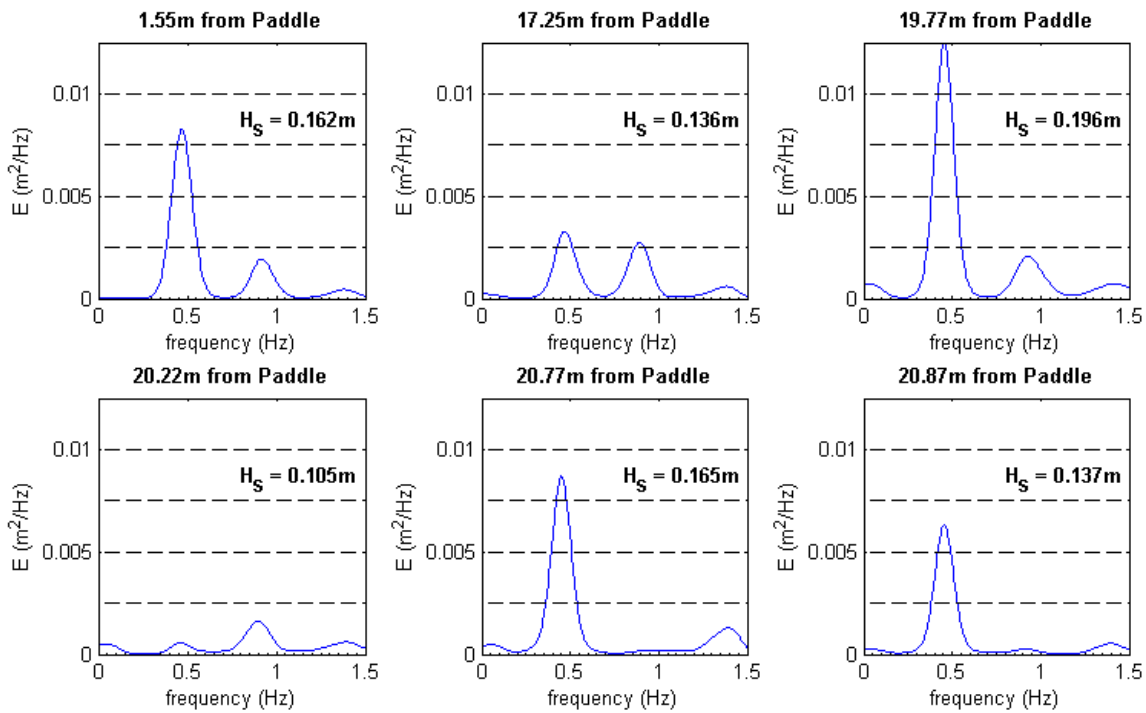 1.55m from Paddle
0.01
0.005
0
E (m²/Hz)
H_S = 0.162m
0 0.5 1 1.5
frequency (Hz)
17.25m from Paddle
0.01
0.005
0
E (m²/Hz)
H_S = 0.136m
0 0.5 1 1.5
frequency (Hz)
19.77m from Paddle
0.01
0.005
0
E (m²/Hz)
H_S = 0.196m
0 0.5 1 1.5
frequency (Hz)
20.22m from Paddle
0.01
0.005
0
E (m²/Hz)
H_S = 0.105m
0 0.5 1 1.5
frequency (Hz)
20.77m from Paddle
0.01
0.005
0
E (m²/Hz)
H_S = 0.165m
0 0.5 1 1.5
frequency (Hz)
20.87m from Paddle
0.01
0.005
0
E (m²/Hz)
H_S = 0.137m
0 0.5 1 1.5
frequency (Hz)